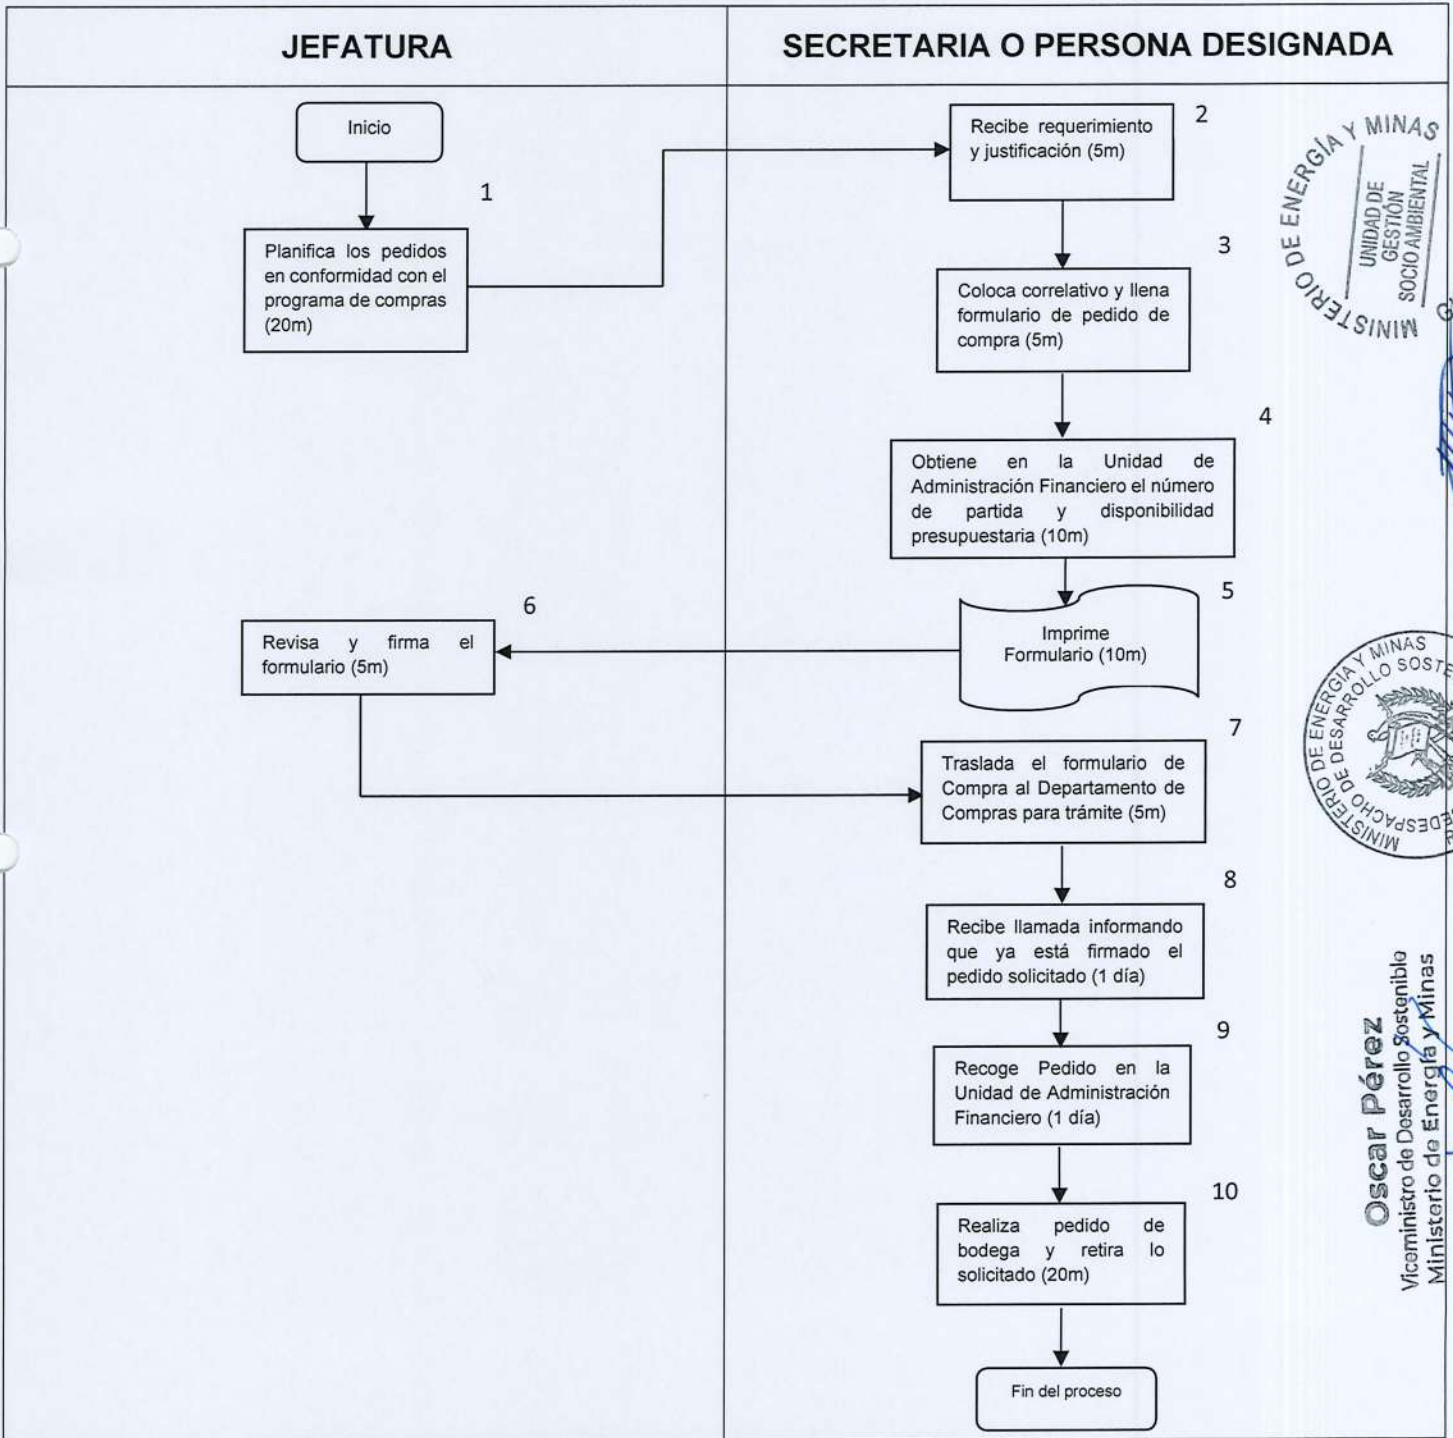 JEFATURA
SECRETARIA O PERSONA DESIGNADA
Inicio
1
Planifica los pedidos
en conformidad con el
programa de compras
(20m)
2
Recibe requerimiento
y justificación (5m)
3
Coloca correlativo y llena
formulario de pedido de
compra (5m)
4
Obtiene en la Unidad de
Administración Financiero el número
de partida y disponibilidad
presupuestaria (10m)
5
Imprime
Formulario (10m)
6
Revisa y firma el
formulario (5m)
7
Traslada el formulario de
Compra al Departamento de
Compras para trámite (5m)
8
Recibe llamada informando
que ya está firmado el
pedido solicitado (1 día)
9
Recoge Pedido en la
Unidad de Administración
Financiero (1 día)
10
Realiza pedido de
bodega y retira lo
solicitado (20m)
Fin del proceso
MINISTERIO DE ENERGÍA Y MINAS
UNIDAD DE
GESTIÓN
SOCIO AMBIENTAL
MINISTERIO DE ENERGIA Y MINAS
DE DESARROLLO
Oscar Pérez
Viceministro de Desarrollo Sostenible
Ministerio de Energía y Minas